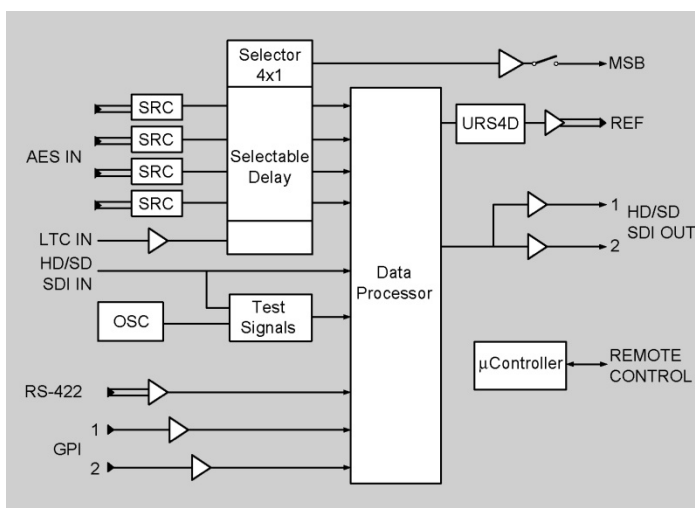 Selector
4x1
MSB
SRC
SRC
SRC
SRC
AES IN
Selectable
Delay
URS4D
REF
LTC IN
HD/SD
SDI IN
1
2
HD/SD
SDI OUT
Data
Processor
OSC
Test
Signals
μController
REMOTE
CONTROL
RS-422
1
GPI
2